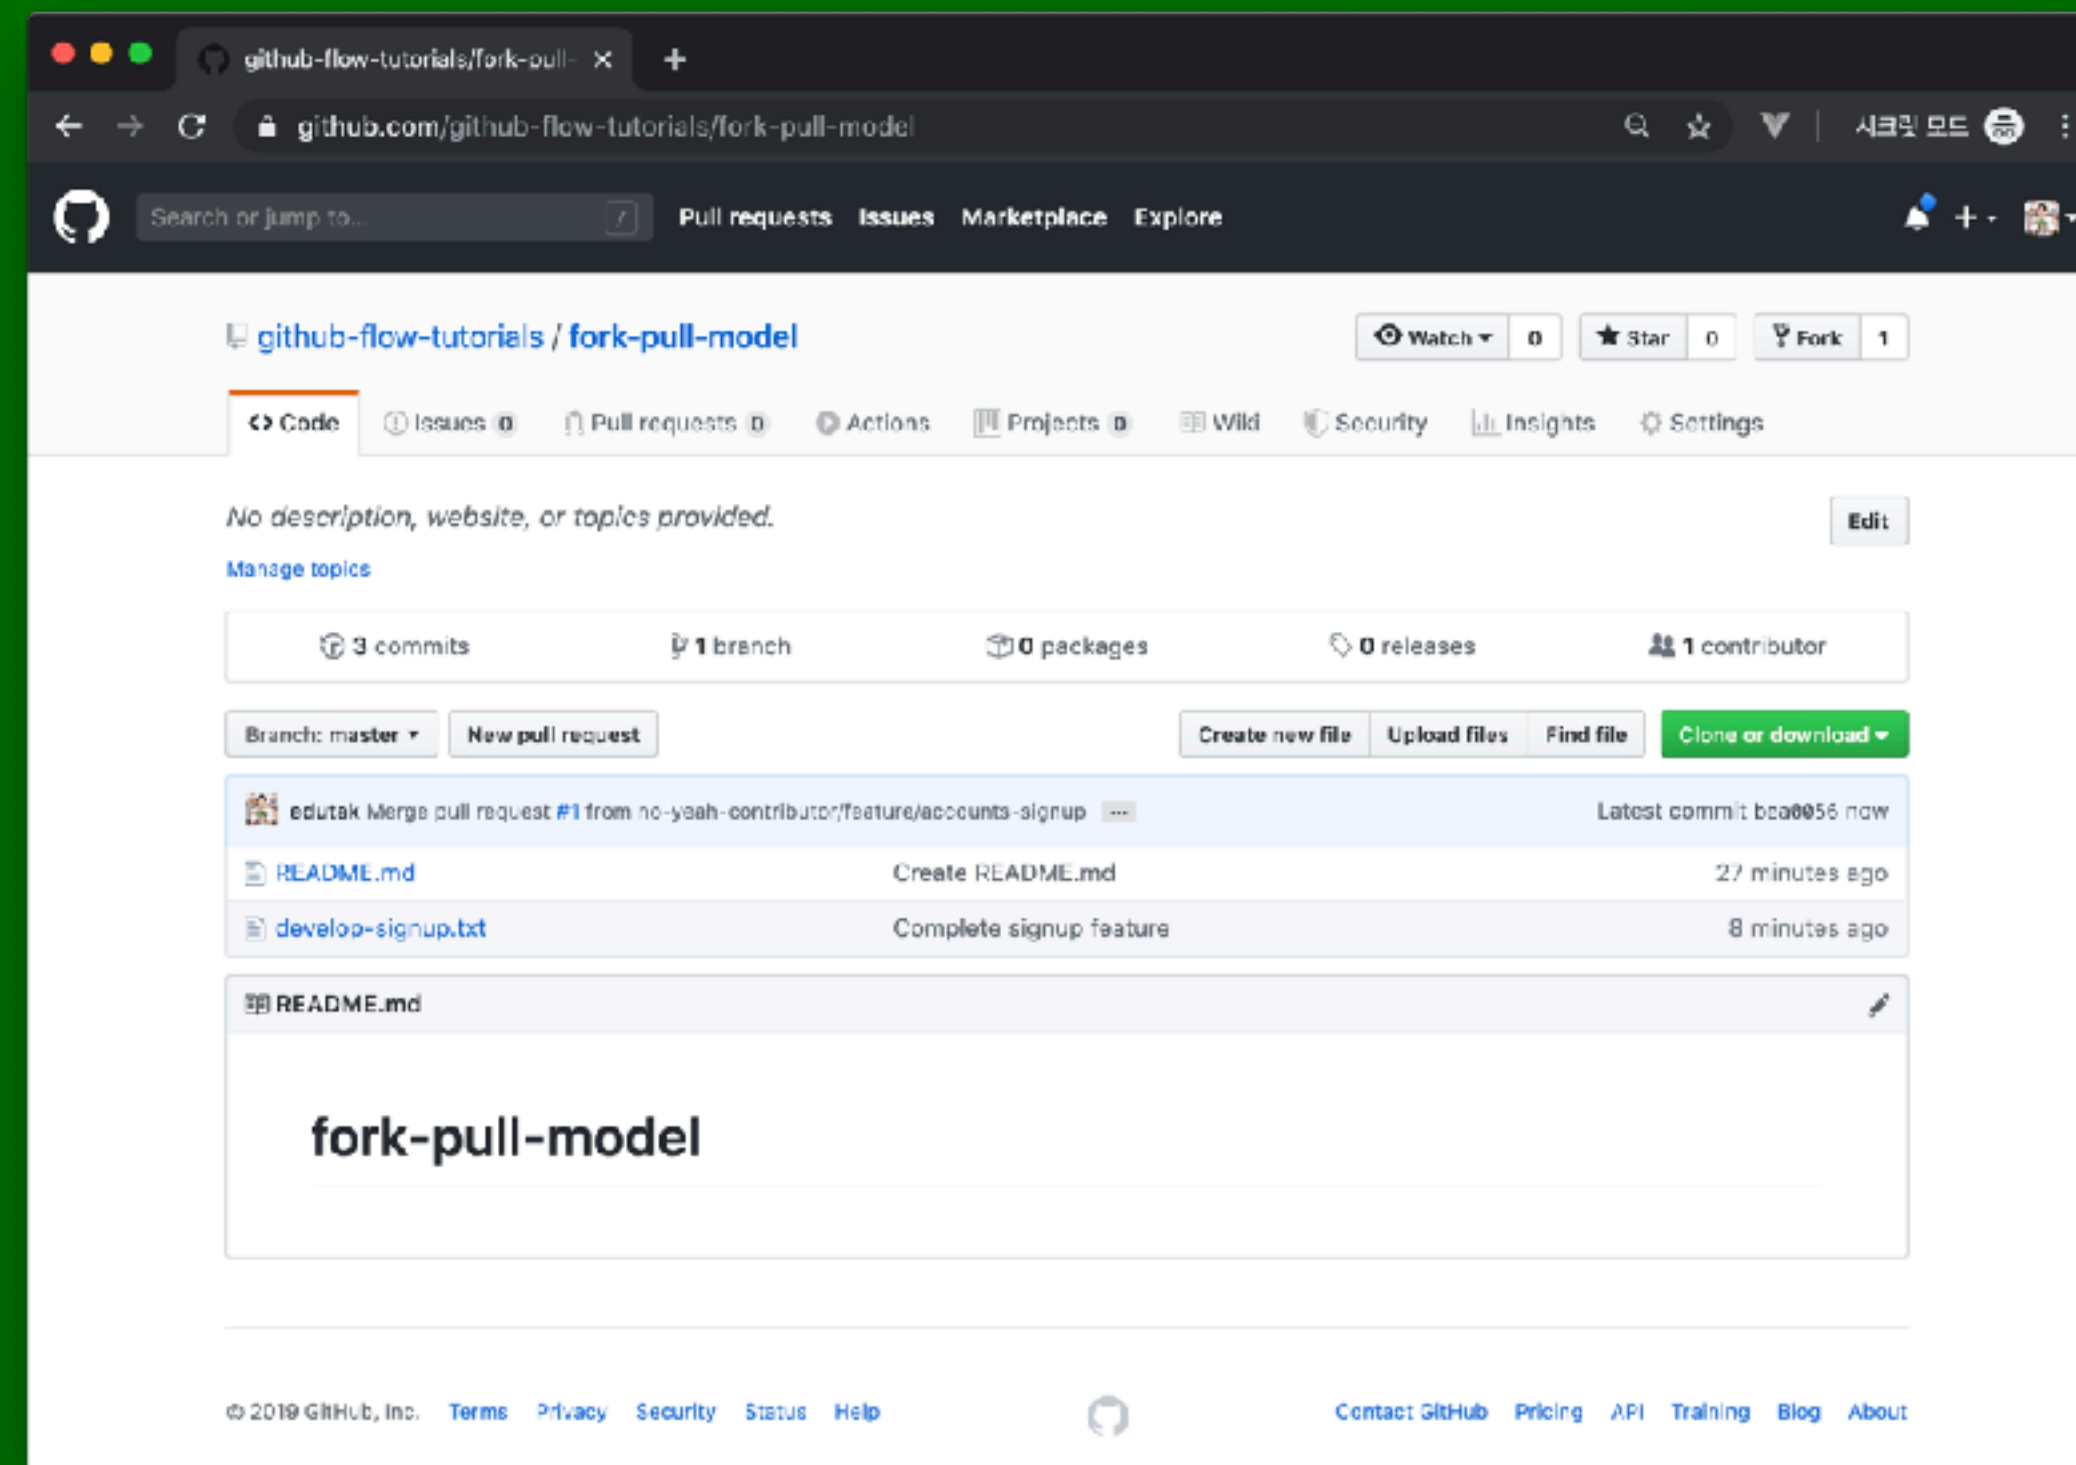 github-flow-tutorials/fork-pull-
github.com/github-flow-tutorials/fork-pull-model
시크릿 모드
Search or jump to...
/
Pull requests Issues Marketplace Explore
github-flow-tutorials / fork-pull-model
Watch 0 Star 0 Fork 1
Code Issues 0 Pull requests 0 Actions Projects 0 Wiki Security Insights Settings
No description, website, or topics provided.
Edit
Manage topics
3 commits 1 branch 0 packages 0 releases 1 contributor
Branch: master New pull request Create new file Upload files Find file Clone or download
edutak Merge pull request #1 from no-yeah-contributor/feature/accounts-signup ... Latest commit bea0056 now
README.md Create README.md 27 minutes ago
develop-signup.txt Complete signup feature 8 minutes ago
README.md
fork-pull-model
© 2019 GitHub, Inc. Terms Privacy Security Status Help Contact GitHub Pricing API Training Blog About